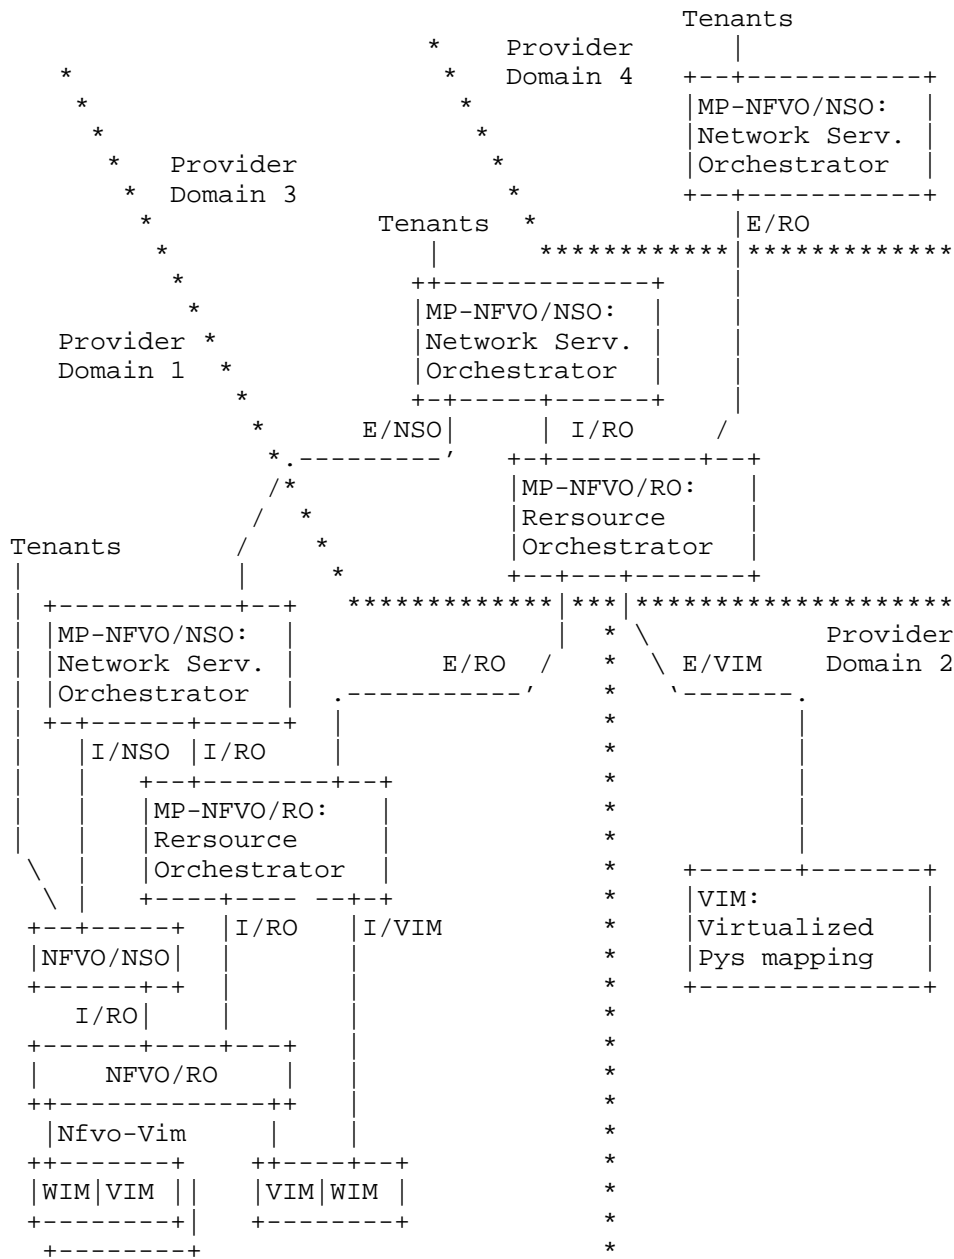 Tenants
Provider
Domain 4
MP-NFVO/NSO:
Network Serv.
Orchestrator
Provider
Domain 3
Tenants
E/RO
MP-NFVO/NSO:
Network Serv.
Orchestrator
Provider
Domain 1
E/NSO
I/RO
MP-NFVO/RO:
Rersource
Orchestrator
Tenants
MP-NFVO/NSO:
Network Serv.
Orchestrator
Provider
Domain 2
E/RO
E/VIM
I/NSO
I/RO
MP-NFVO/RO:
Rersource
Orchestrator
VIM:
Virtualized
Pys mapping
I/RO
I/VIM
NFVO/NSO
I/RO
NFVO/RO
Nfvo-Vim
WIM|VIM
VIM|WIM